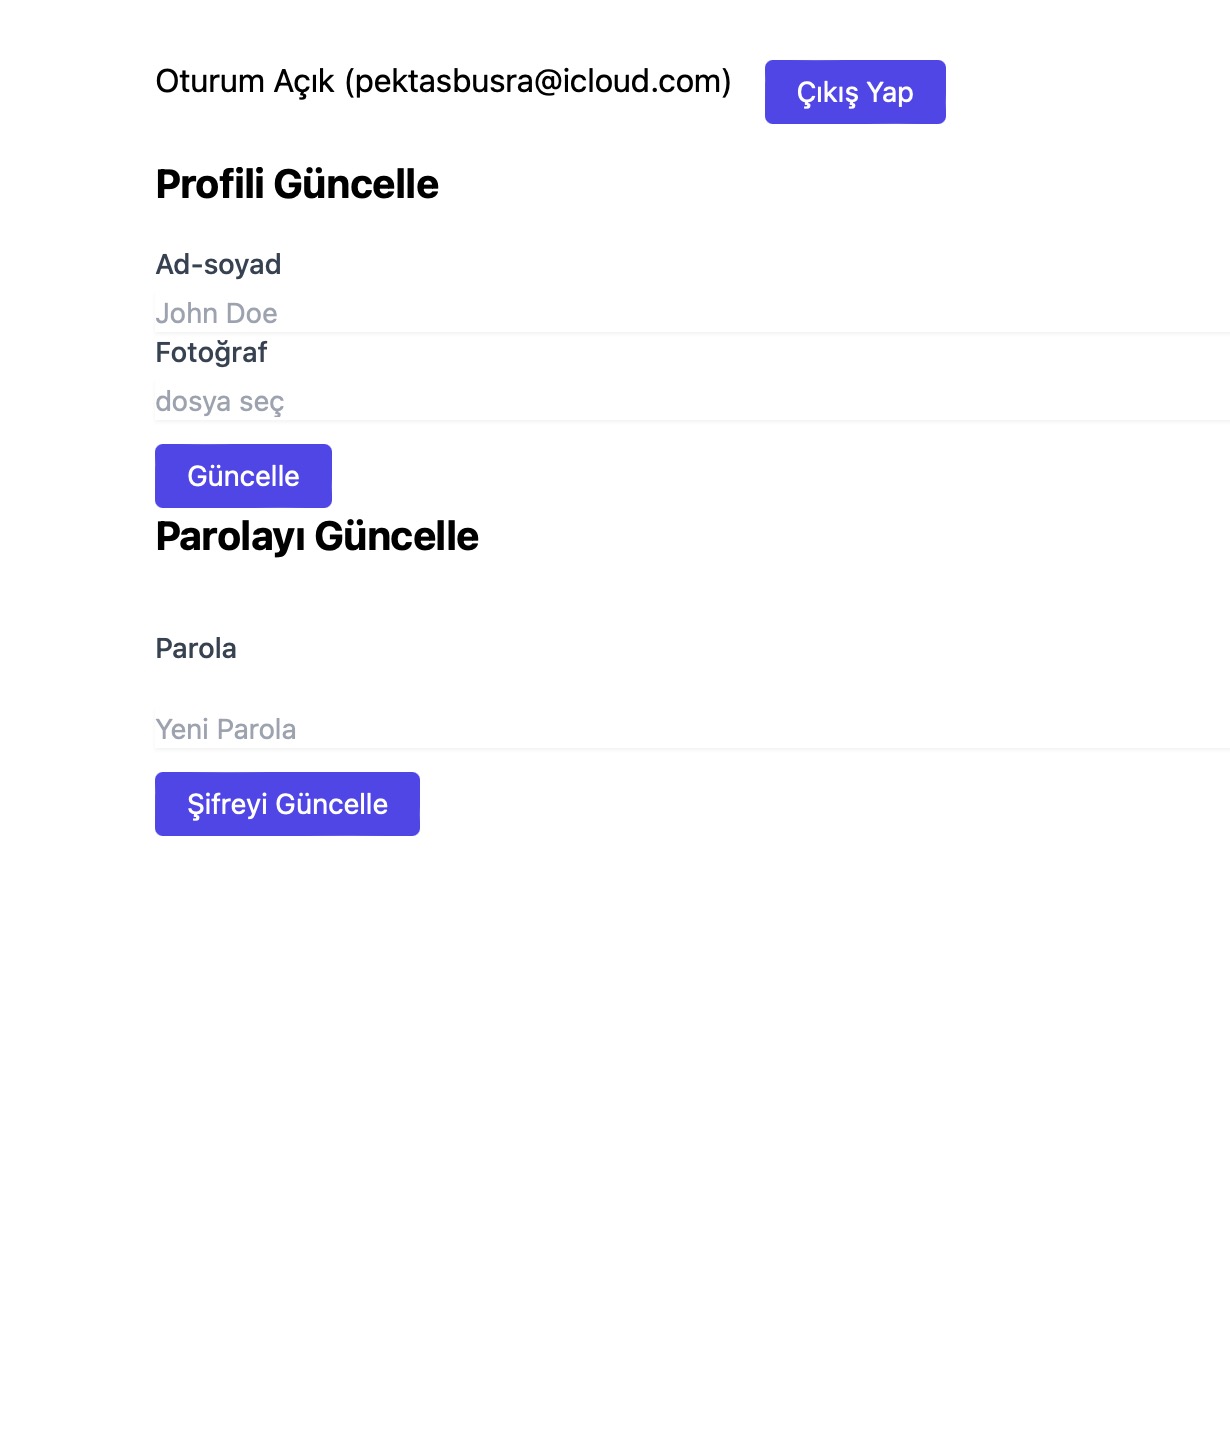 Oturum Açık (pektasbusra@icloud.com) Çıkış Yap
Profili Güncelle
Ad-soyad
John Doe
Fotoğraf
dosya seç
Güncelle
Parolayı Güncelle
Parola
Yeni Parola
Şifreyi Güncelle